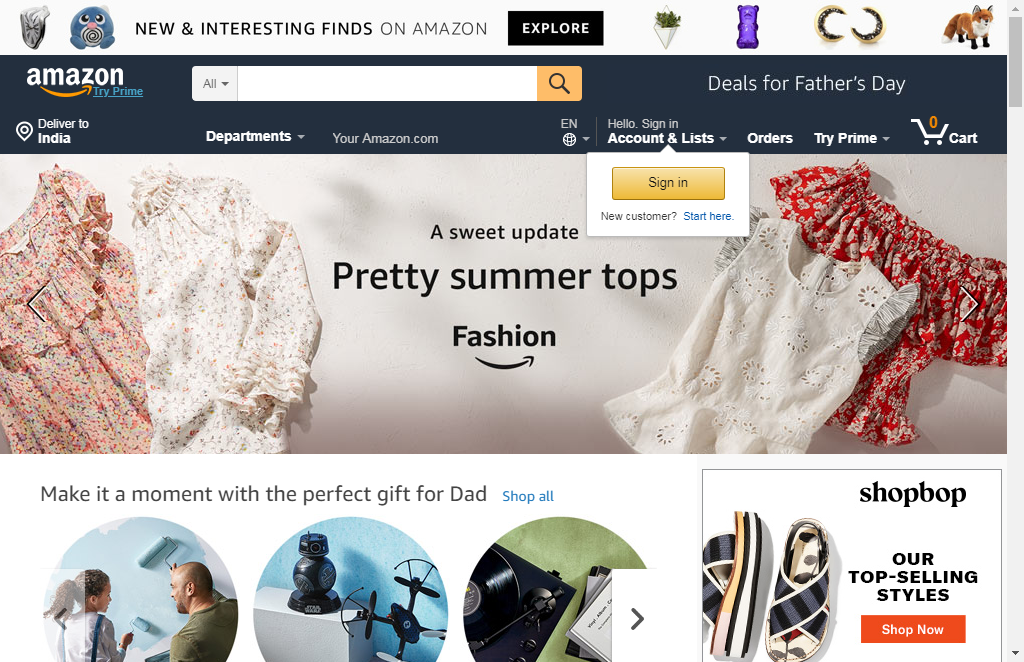 NEW & INTERESTING FINDS ON AMAZON EXPLORE
amazon
Try Prime
All
Deals for Father's Day
Deliver to
India
Departments
Your Amazon.com
EN
Hello. Sign in
Account & Lists
Orders
Try Prime
0
Cart
Sign in
New customer? Start here.
A sweet update
Pretty summer tops
Fashion
Make it a moment with the perfect gift for Dad Shop all
STAR WARS
shopbop
OUR
TOP-SELLING
STYLES
Shop Now